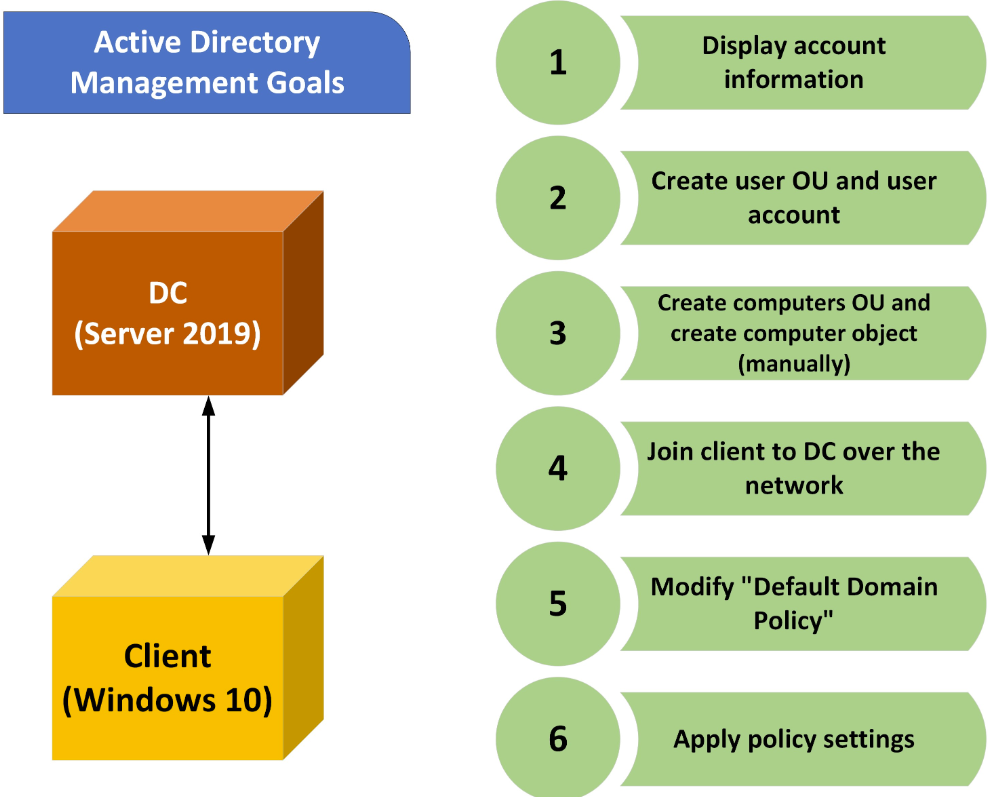 Active Directory
Management Goals
DC
(Server 2019)
Client
(Windows 10)
1
Display account
information
2
Create user OU and user
account
3
Create computers OU and
create computer object
(manually)
4
Join client to DC over the
network
5
Modify "Default Domain
Policy"
6
Apply policy settings